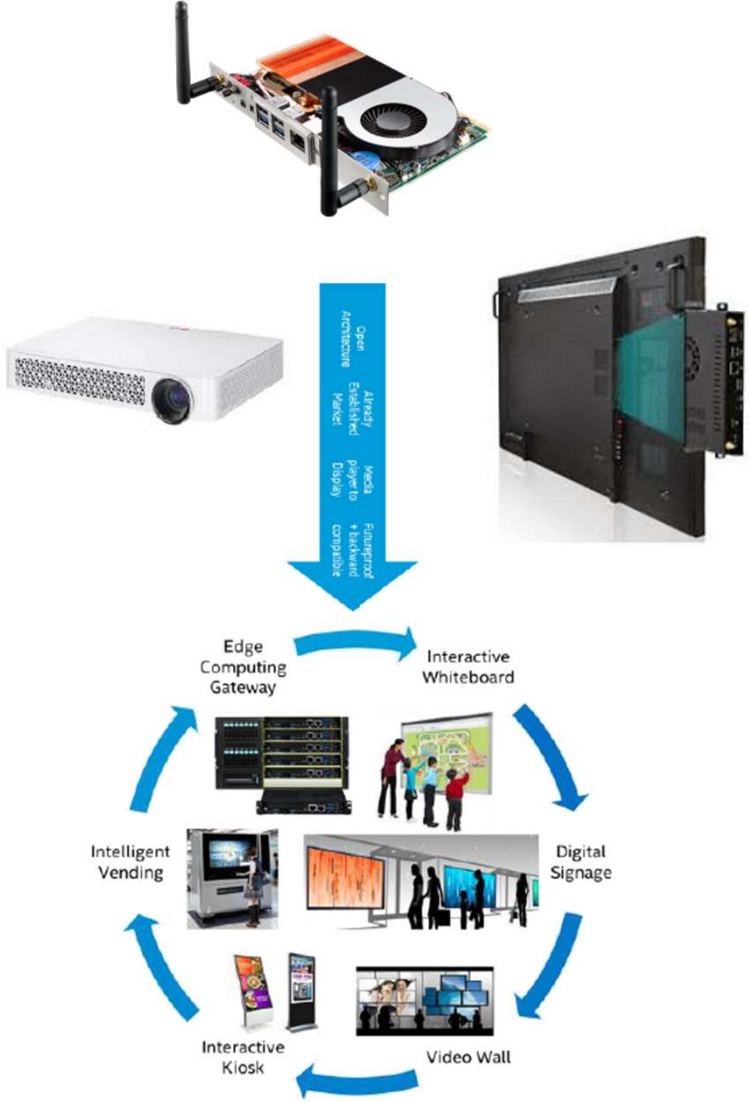 Open
Architecture
Already
Established
Market
Media
player to
Display
Futureproof
+ backward
compatible
Edge
Computing
Gateway
Interactive
Whiteboard
Intelligent
Vending
Digital
Signage
Interactive
Kiosk
Video Wall